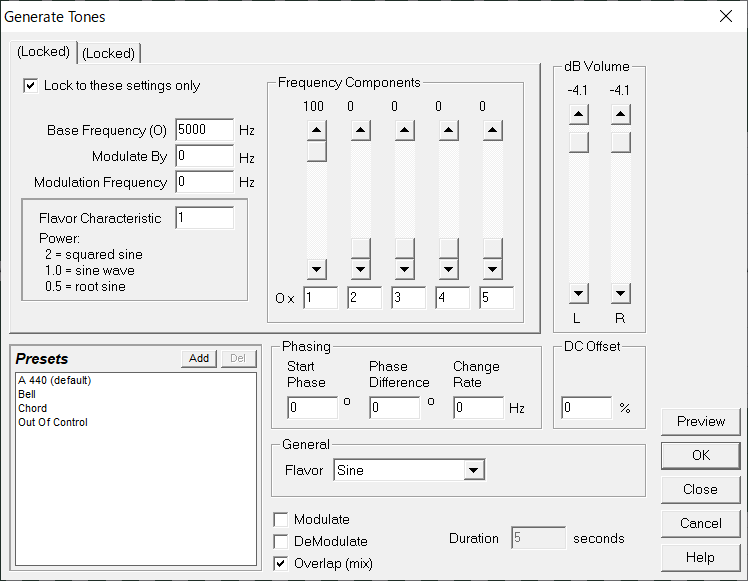 Generate Tones
(Locked) (Locked)
Lock to these settings only
Base Frequency (O) 5000 Hz
Modulate By 0 Hz
Modulation Frequency 0 Hz
Flavor Characteristic 1
Power:
2 = squared sine
1.0 = sine wave
0.5 = root sine
Frequency Components
100 0 0 0 0
O x 1 2 3 4 5
dB Volume
-4.1 -4.1
L R
Presets Add Del
A 440 (default)
Bell
Chord
Out Of Control
Phasing
Start Phase
Phase Difference
Change Rate
0 o 0 o 0 Hz
DC Offset
0 %
General
Flavor Sine
Modulate
DeModulate
Overlap (mix)
Duration 5 seconds
Preview
OK
Close
Cancel
Help